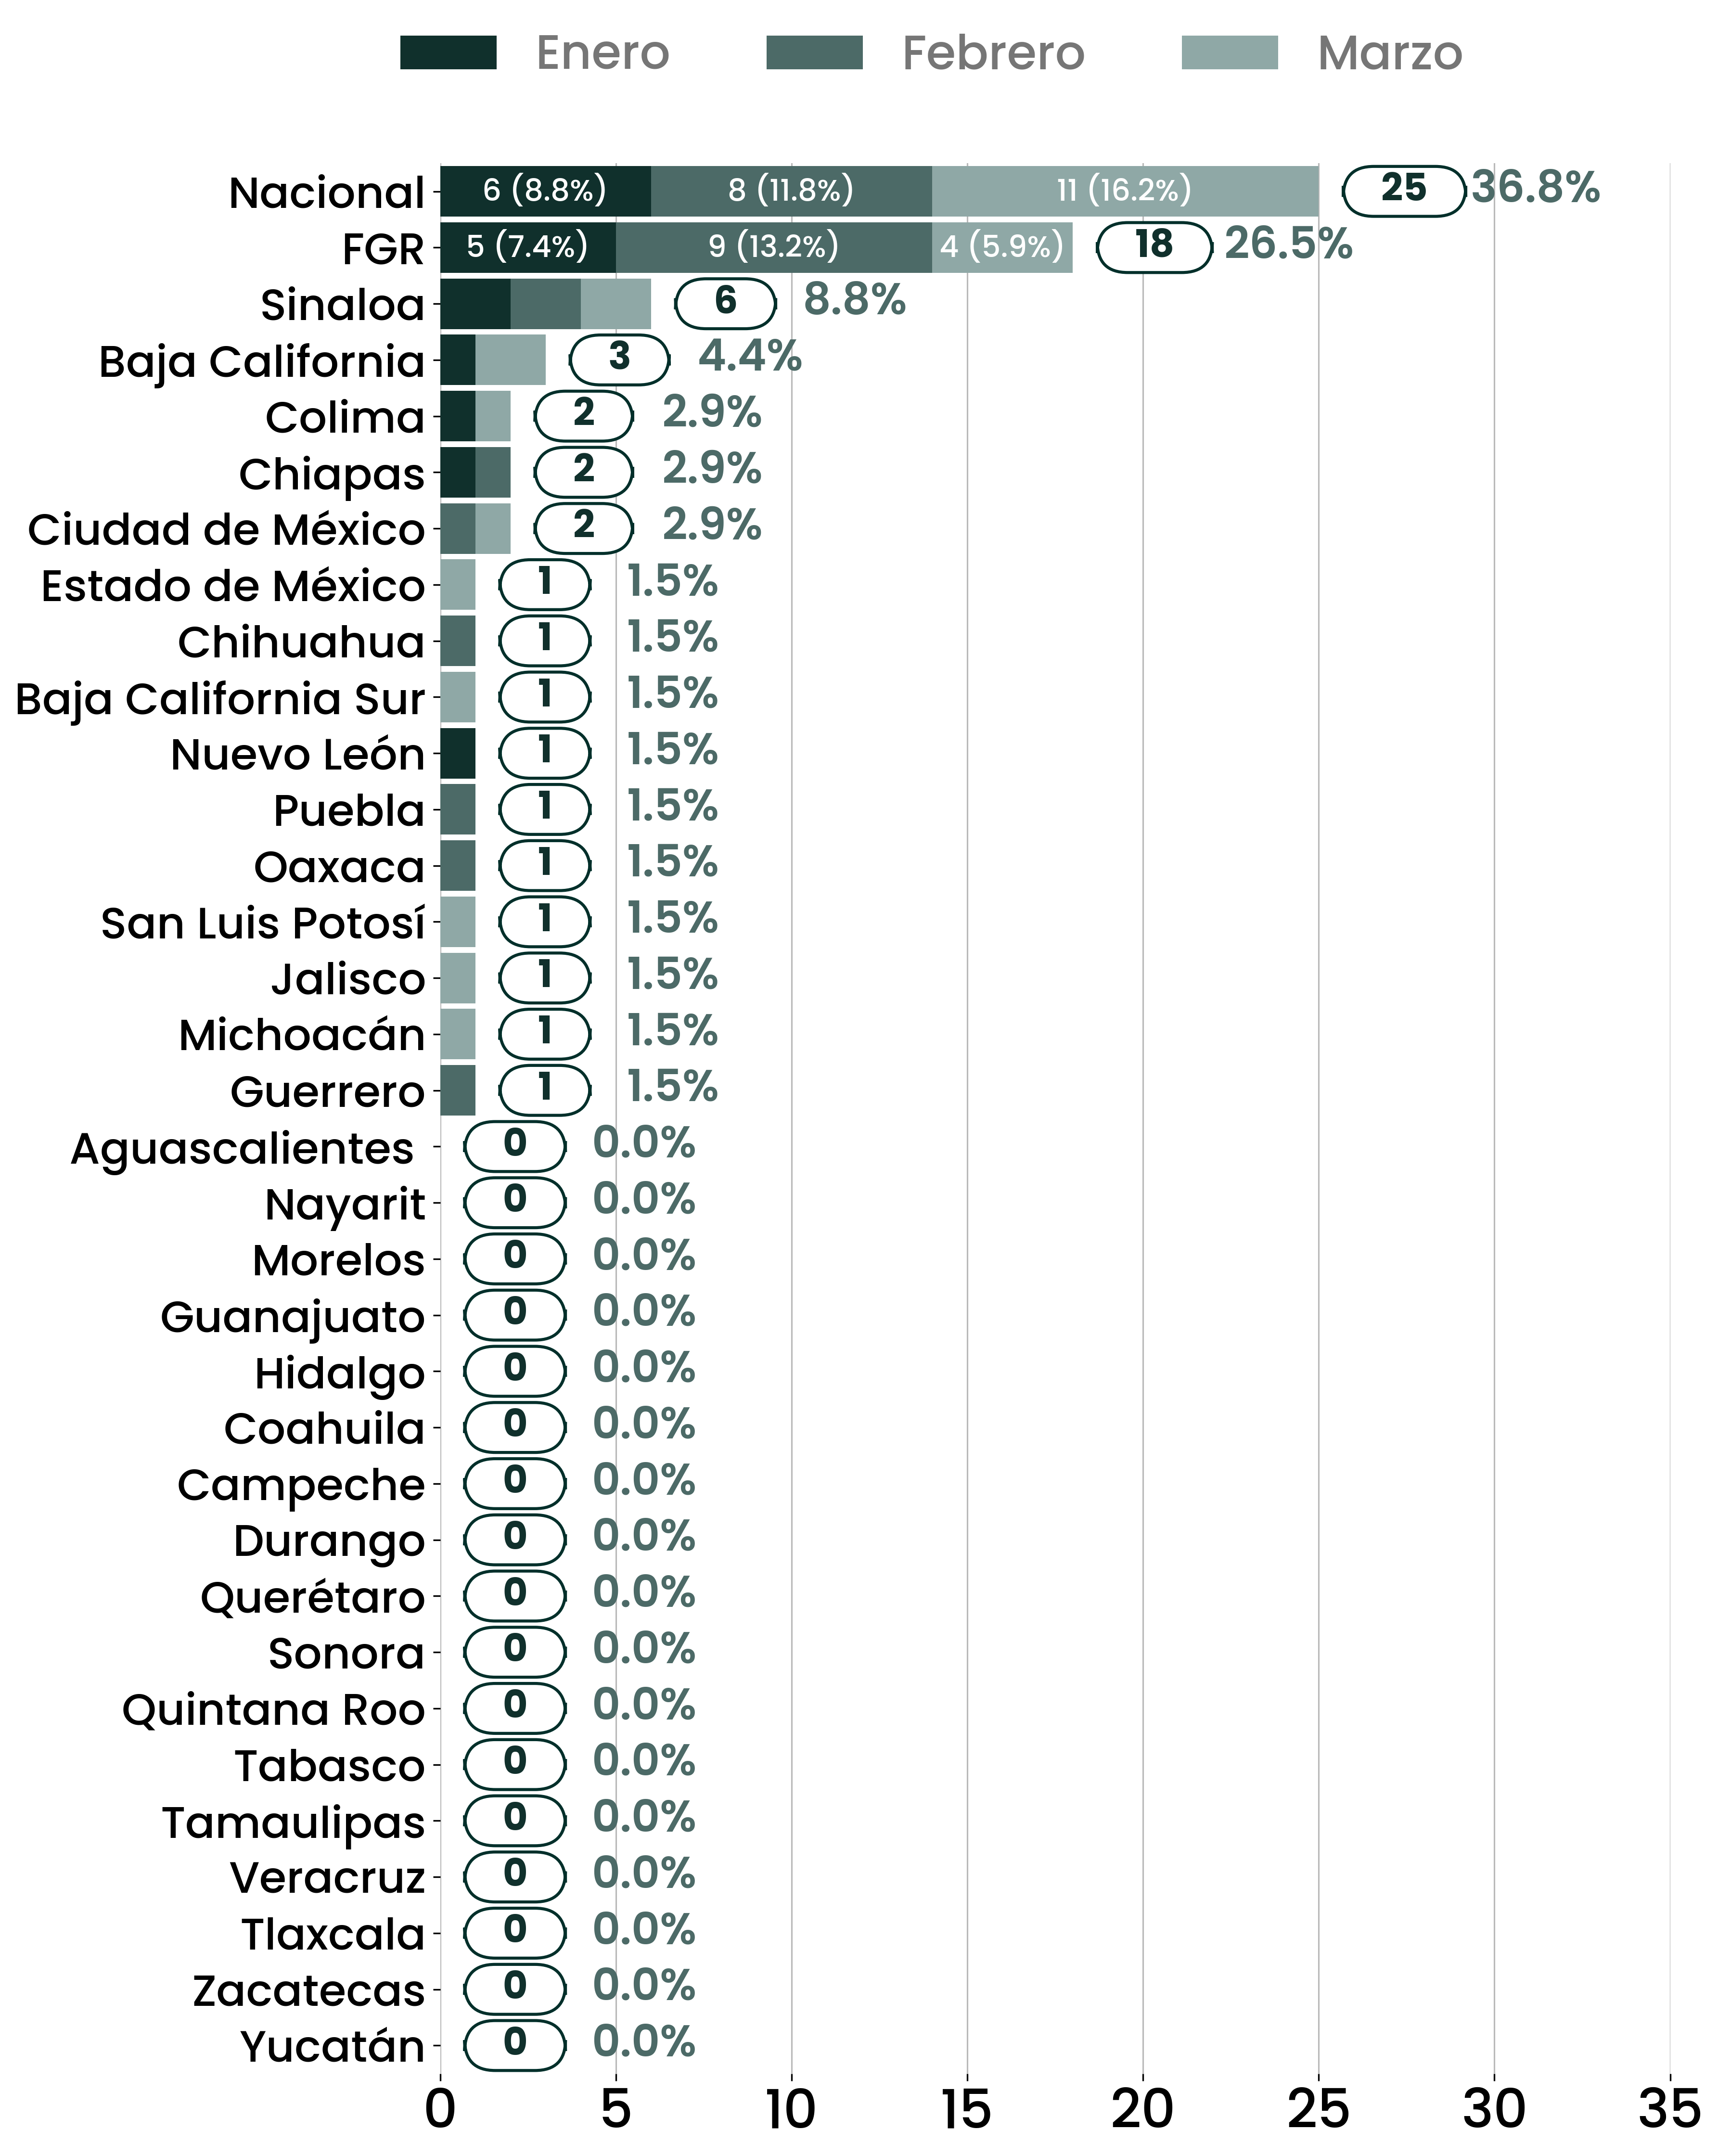 Enero Febrero Marzo
Nacional 6 (8.8%) 8 (11.8%) 11 (16.2%) 25 36.8%
FGR 5 (7.4%) 9 (13.2%) 4 (5.9%) 18 26.5%
Sinaloa 6 8.8%
Baja California 3 4.4%
Colima 2 2.9%
Chiapas 2 2.9%
Ciudad de México 2 2.9%
Estado de México 1 1.5%
Chihuahua 1 1.5%
Baja California Sur 1 1.5%
Nuevo León 1 1.5%
Puebla 1 1.5%
Oaxaca 1 1.5%
San Luis Potosí 1 1.5%
Jalisco 1 1.5%
Michoacán 1 1.5%
Guerrero 1 1.5%
Aguascalientes 0 0.0%
Nayarit 0 0.0%
Morelos 0 0.0%
Guanajuato 0 0.0%
Hidalgo 0 0.0%
Coahuila 0 0.0%
Campeche 0 0.0%
Durango 0 0.0%
Querétaro 0 0.0%
Sonora 0 0.0%
Quintana Roo 0 0.0%
Tabasco 0 0.0%
Tamaulipas 0 0.0%
Veracruz 0 0.0%
Tlaxcala 0 0.0%
Zacatecas 0 0.0%
Yucatán 0 0.0%
0 5 10 15 20 25 30 35